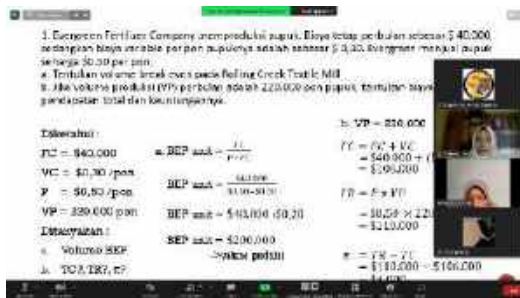 1. Evergreen Fertilizer Company memproduksi pupuk. Biaya tetap perbulan sebesar $ 40.000,
sedangkan biaya variable per pon pupuknya adalah sebesar $ 0,30. Evergreen menjual pupuk
seharga $0.50 per pon.
a. Tentukan volume break even pada Rolling Creek Textile Mill
b. Jika volume produksi (VP) perbulan adalah 220.000 pon pupuk, tentukan biaya
pendapatan total dan keuntungannya.
Diketahui :
FC = $40,000
VC = $0,30 /pon
P = $0,50 /pon
VP = 220.000 pon
Ditanyakan :
a. Volume BEP
b. TC?, TR?, π?
a. BEP unit =
BEP unit =
BEP unit = $40,000 :$0,20
BEP unit = $200,000
b. VP = 220,000
TC = FC + VC
= $40.000 + (
= $106.000
TR = P x VP
= $0,50 x 22
= $110.000
π = TR - TC
= $110.000 - $106.000